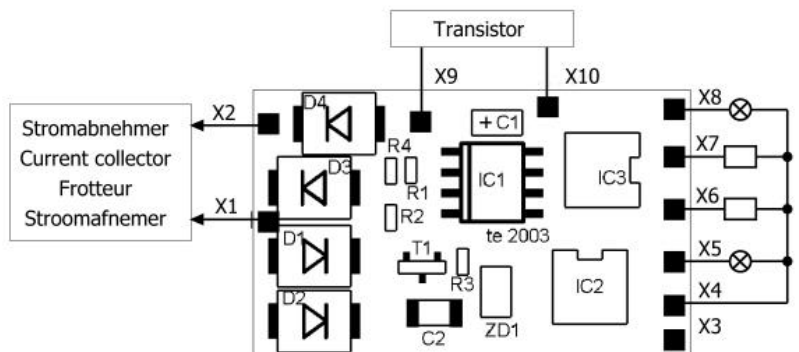 Transistor
X9
X10
X2
Stromabnehmer
Current collector
Frotteur
Stroomafnemer
X1
D4
D3
D1
D2
R4
R1
R2
+ C1
IC1
te 2003
T1
R3
C2
ZD1
IC3
IC2
X8
X7
X6
X5
X4
X3